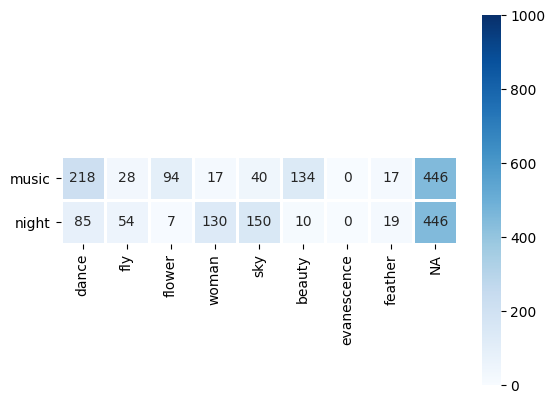 1000
800
600
400
200
0
music 218 28 94 17 40 134 0 17 446
night 85 54 7 130 150 10 0 19 446
dance fly flower woman sky beauty evanescence feather NA